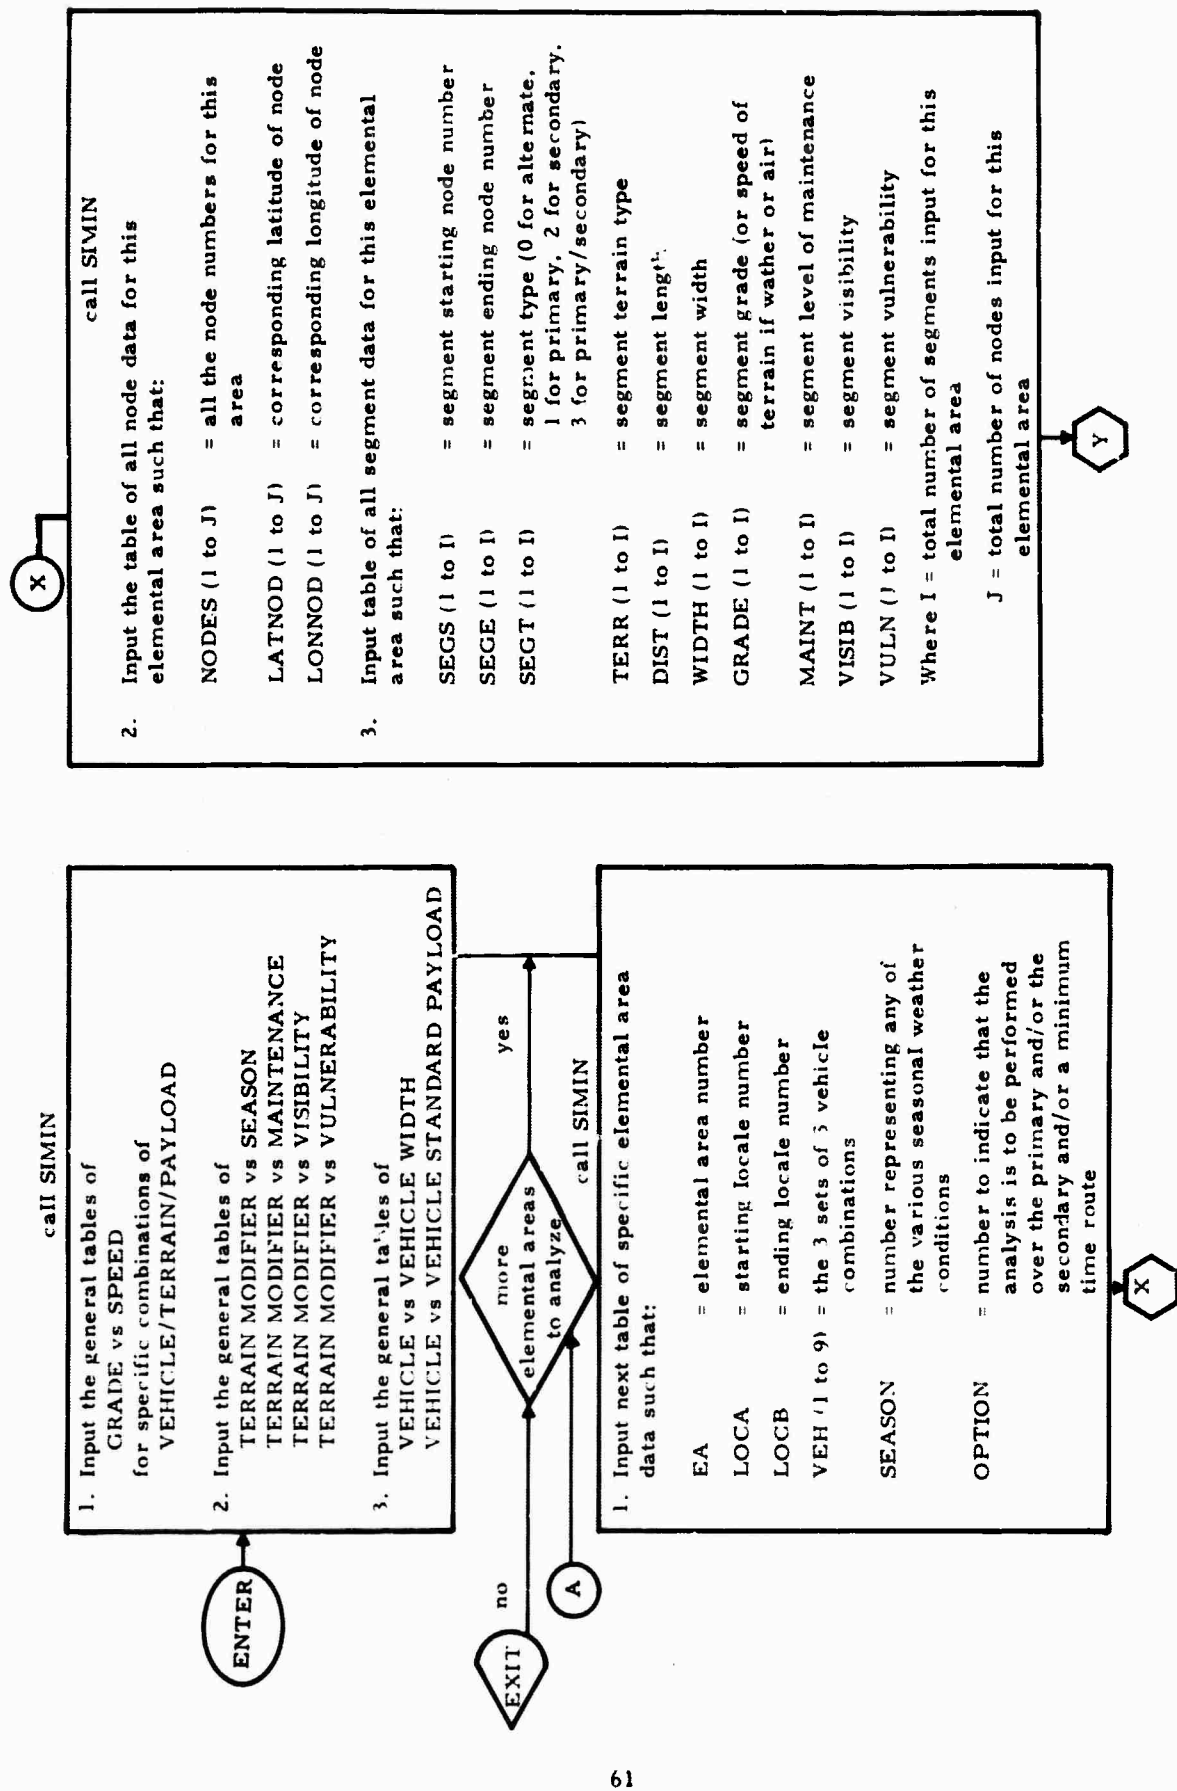 call SIMIN
ENTER
1. Input the general tables of
GRADE vs SPEED
for specific combinations of
VEHICLE/TERRAIN/PAYLOAD
2. Input the general tables of
TERRAIN MODIFIER vs SEASON
TERRAIN MODIFIER vs MAINTENANCE
TERRAIN MODIFIER vs VISIBILITY
TERRAIN MODIFIER vs VULNERABILITY
3. Input the general tables of
VEHICLE vs VEHICLE WIDTH
VEHICLE vs VEHICLE STANDARD PAYLOAD
EXIT
no
more
elemental areas
to analyze
yes
A
call SIMIN
1. Input next table of specific elemental area
data such that:
EA = elemental area number
LOCA = starting locale number
LOCB = ending locale number
VEH (1 to 9) = the 3 sets of 3 vehicle
combinations
SEASON = number representing any of
the various seasonal weather
conditions
OPTION = number to indicate that the
analysis is to be performed
over the primary and/or the
secondary and/or a minimum
time route
X
X
call SIMIN
2. Input the table of all node data for this
elemental area such that:
NODES (1 to J) = all the node numbers for this
area
LATNOD (1 to J) = corresponding latitude of node
LONNOD (1 to J) = corresponding longitude of node
3. Input table of all segment data for this elemental
area such that:
SEGS (1 to I) = segment starting node number
SEGE (1 to I) = segment ending node number
SEGT (1 to I) = segment type (0 for alternate,
1 for primary, 2 for secondary,
3 for primary/secondary)
TERR (1 to I) = segment terrain type
DIST (1 to I) = segment length
WIDTH (1 to I) = segment width
GRADE (1 to I) = segment grade (or speed of
terrain if wather or air)
MAINT (1 to I) = segment level of maintenance
VISIB (1 to I) = segment visibility
VULN (1 to I) = segment vulnerability
Where I = total number of segments input for this
elemental area
J = total number of nodes input for this
elemental area
Y
61